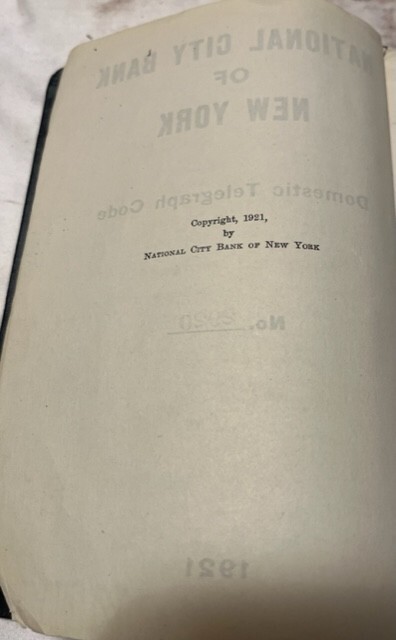 NATIONAL CITY BANK
OF
NEW YORK
Domestic Telegraph Code
Copyright, 1921,
by
NATIONAL CITY BANK OF NEW YORK
No.
1921